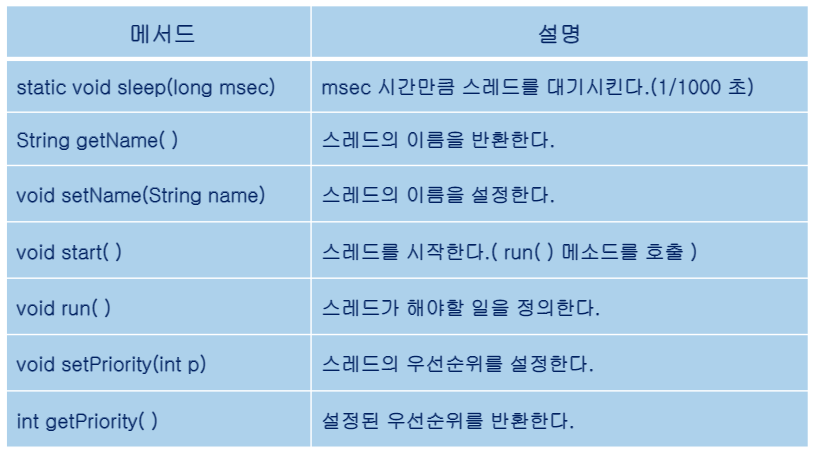 메서드 설명
static void sleep(long msec) msec 시간만큼 스레드를 대기시킨다.(1/1000 초)
String getName( ) 스레드의 이름을 반환한다.
void setName(String name) 스레드의 이름을 설정한다.
void start( ) 스레드를 시작한다.( run( ) 메소드를 호출 )
void run( ) 스레드가 해야할 일을 정의한다.
void setPriority(int p) 스레드의 우선순위를 설정한다.
int getPriority( ) 설정된 우선순위를 반환한다.